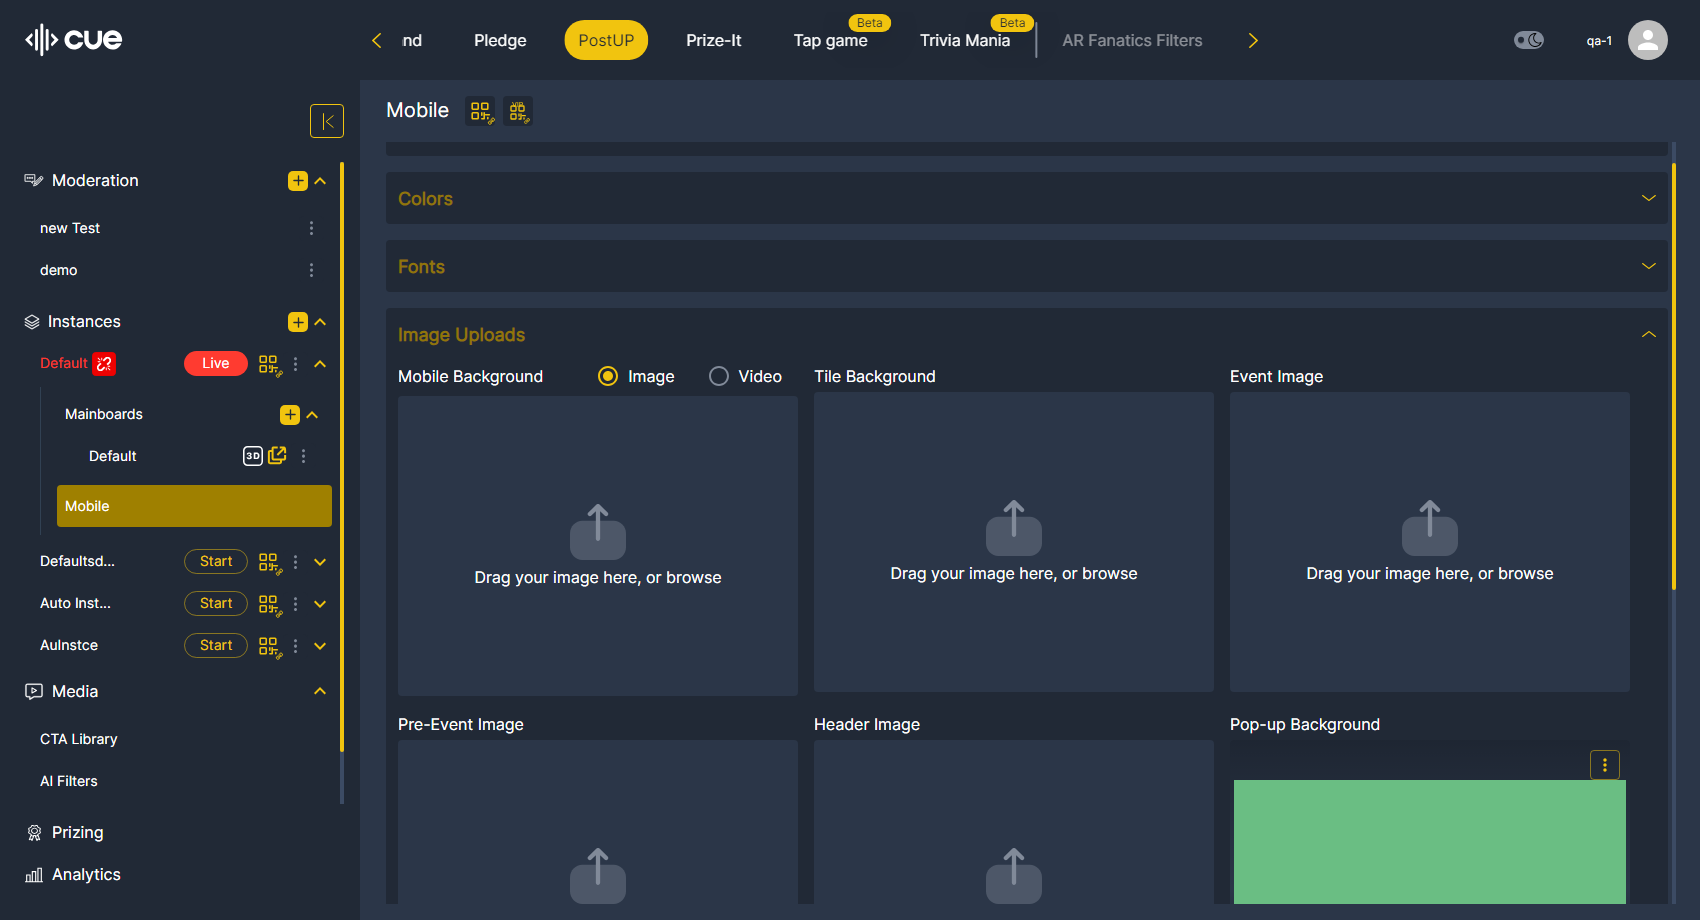 cue
nd
Pledge
PostUP
Prize-It
Tap game
Beta
Trivia Mania
Beta
AR Fanatics Filters
qa-1
Moderation
new Test
demo
Instances
Default
Live
Mainboards
Default
3D
Mobile
Defaultsd...
Start
Auto Inst...
Start
AuInstce
Start
Media
CTA Library
AI Filters
Prizing
Analytics
Mobile
Colors
Fonts
Image Uploads
Mobile Background
Image
Video
Tile Background
Event Image
Drag your image here, or browse
Drag your image here, or browse
Drag your image here, or browse
Pre-Event Image
Header Image
Pop-up Background